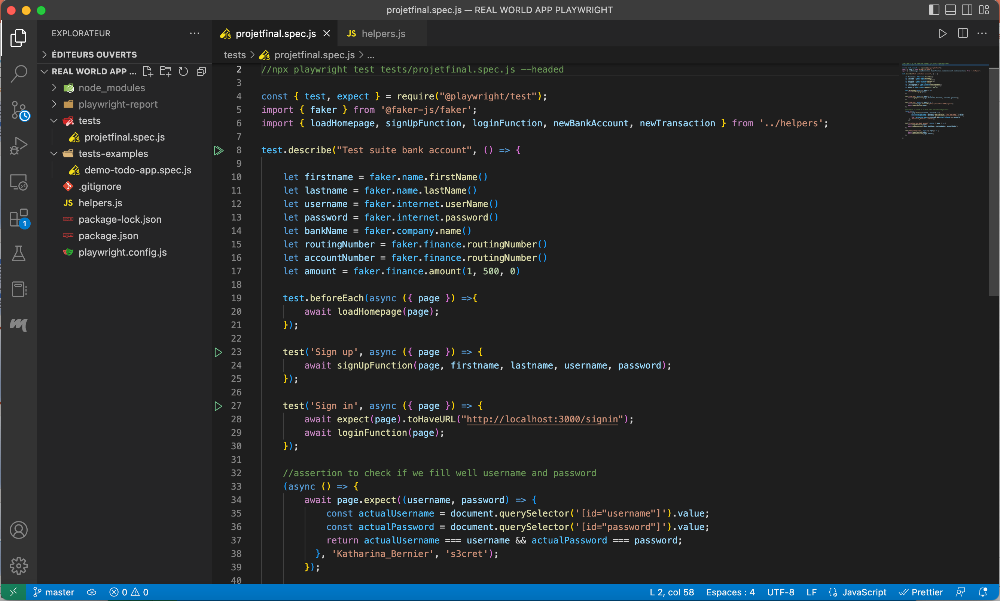 projetfinal.spec.js — REAL WORLD APP PLAYWRIGHT
EXPLORATEUR
ÉDITEURS OUVERTS
REAL WORLD APP ...
node_modules
playwright-report
tests
projetfinal.spec.js
tests-examples
demo-todo-app.spec.js
.gitignore
JS helpers.js
package-lock.json
package.json
playwright.config.js
1
projetfinal.spec.js
JS helpers.js
tests > projetfinal.spec.js > ...
2 //npx playwright test tests/projetfinal.spec.js --headed
3
4 const { test, expect } = require("@playwright/test");
5 import { faker } from '@faker-js/faker';
6 import { loadHomepage, signUpFunction, loginFunction, newBankAccount, newTransaction } from '../helpers';
7
8 test.describe("Test suite bank account", () => {
9
10 let firstname = faker.name.firstName()
11 let lastname = faker.name.lastName()
12 let username = faker.internet.userName()
13 let password = faker.internet.password()
14 let bankName = faker.company.name()
15 let routingNumber = faker.finance.routingNumber()
16 let accountNumber = faker.finance.routingNumber()
17 let amount = faker.finance.amount(1, 500, 0)
18
19 test.beforeEach(async ({ page }) =>{
20 await loadHomepage(page);
21 });
22
23 test('Sign up', async ({ page }) => {
24 await signUpFunction(page, firstname, lastname, username, password);
25 });
26
27 test('Sign in', async ({ page }) => {
28 await expect(page).toHaveURL("http://localhost:3000/signin");
29 await loginFunction(page);
30 });
31
32 //assertion to check if we fill well username and password
33 (async () => {
34 await page.expect((username, password) => {
35 const actualUsername = document.querySelector('[id="username"]').value;
36 const actualPassword = document.querySelector('[id="password"]').value;
37 return actualUsername === username && actualPassword === password;
38 }, 'Katharina_Bernier', 's3cret');
39 });
40
master
0 0
L 2, col 58
Espaces : 4
UTF-8
LF
JavaScript
Prettier